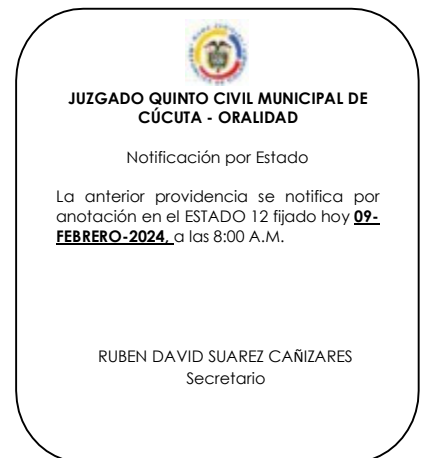 JUZGADO QUINTO CIVIL MUNICIPAL DE
CÚCUTA - ORALIDAD
Notificación por Estado
La anterior providencia se notifica por
anotación en el ESTADO 12 fijado hoy 09-
FEBRERO-2024, a las 8:00 A.M.
RUBEN DAVID SUAREZ CAÑIZARES
Secretario